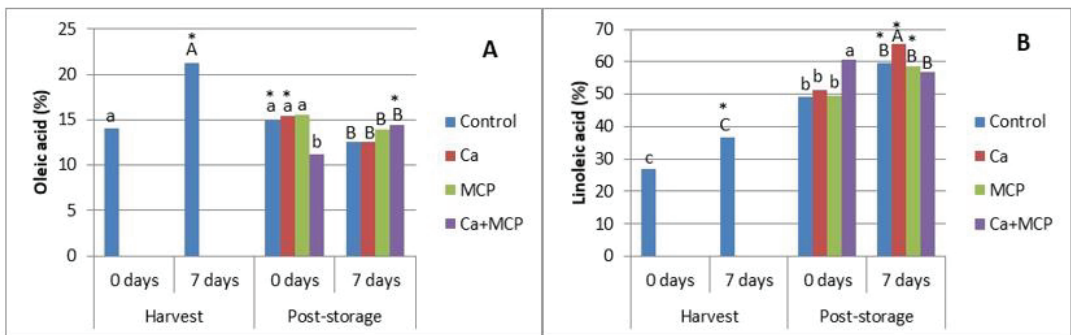 25
20
15
10
5
0
Oleic acid (%)
A
a
*
A
*
a
*
a
a
b
B
B
B
*
B
0 days
7 days
0 days
7 days
Harvest
Post-storage
Control
Ca
MCP
Ca+MCP
70
60
50
40
30
20
10
0
Linoleic acid (%)
B
c
*
C
b
b
b
a
*
B
*
A
*
B
B
0 days
7 days
0 days
7 days
Harvest
Post-storage
Control
Ca
MCP
Ca+MCP